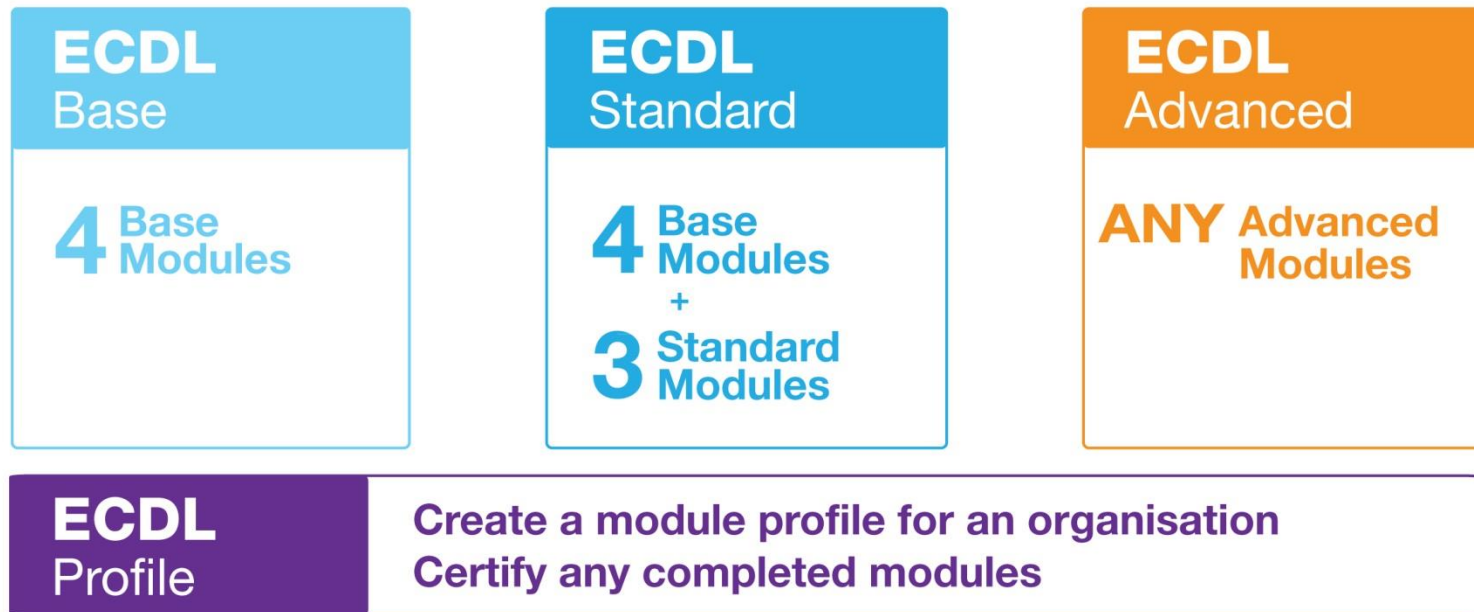 ECDL
Base
4 Base
Modules
ECDL
Standard
4 Base
Modules
+
3 Standard
Modules
ECDL
Advanced
ANY Advanced
Modules
ECDL
Profile
Create a module profile for an organisation
Certify any completed modules